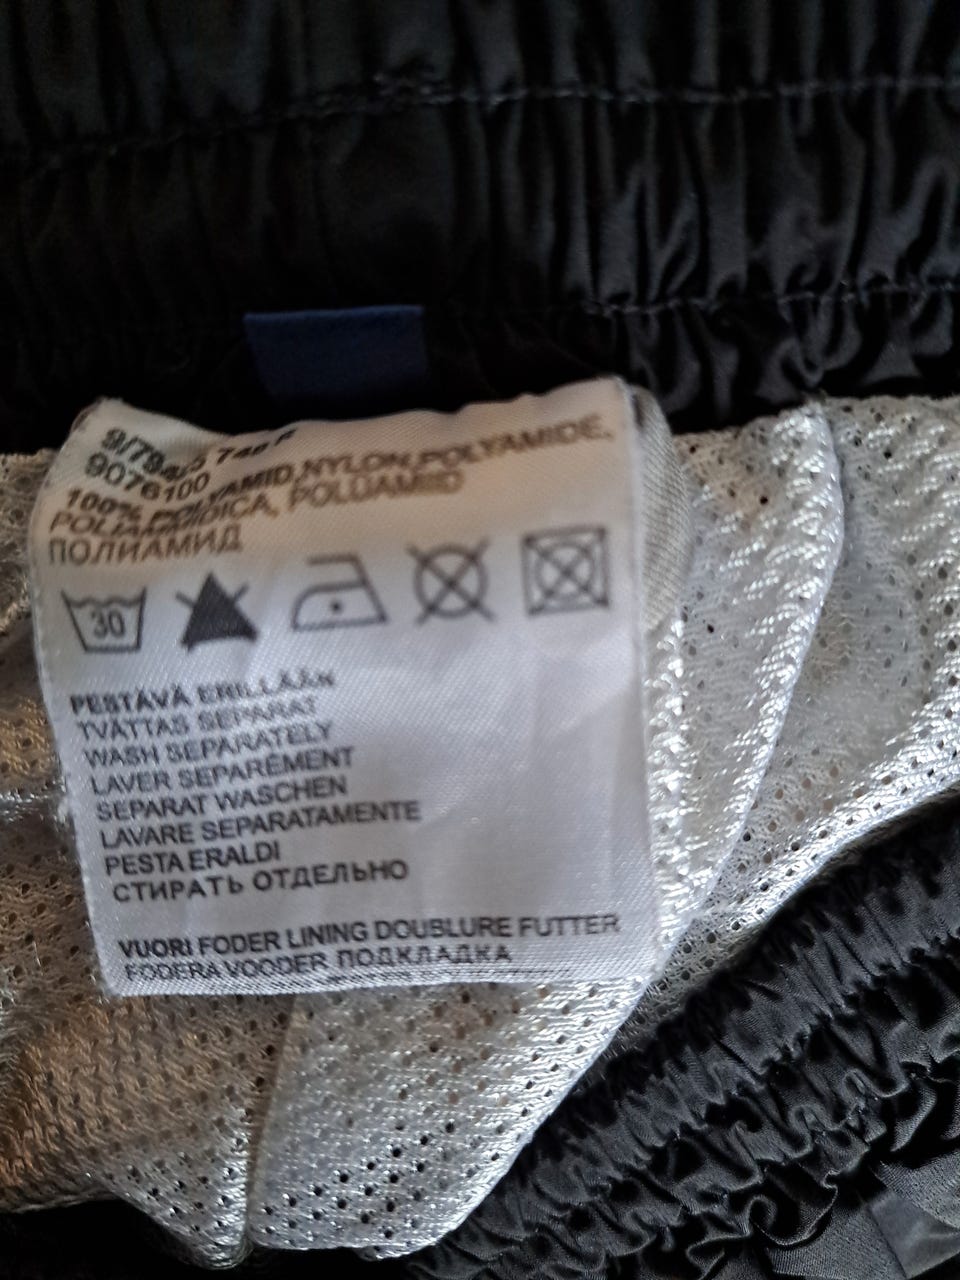 9076100
100% POLYAMID,NYLON,POLYAMIDE,
POLIAMMIDICA, POLÜAMIID
ПОЛИАМИД
30
PESTÄVÄ ERILLÄÄN
TVÄTTAS SEPARAT
WASH SEPARATELY
LAVER SEPARÉMENT
SEPARAT WASCHEN
LAVARE SEPARATAMENTE
PESTA ERALDI
СТИРАТЬ ОТДЕЛЬНО
VUORI FODER LINING DOUBLURE FUTTER
FODERA VOODER ПОДКЛАДКА